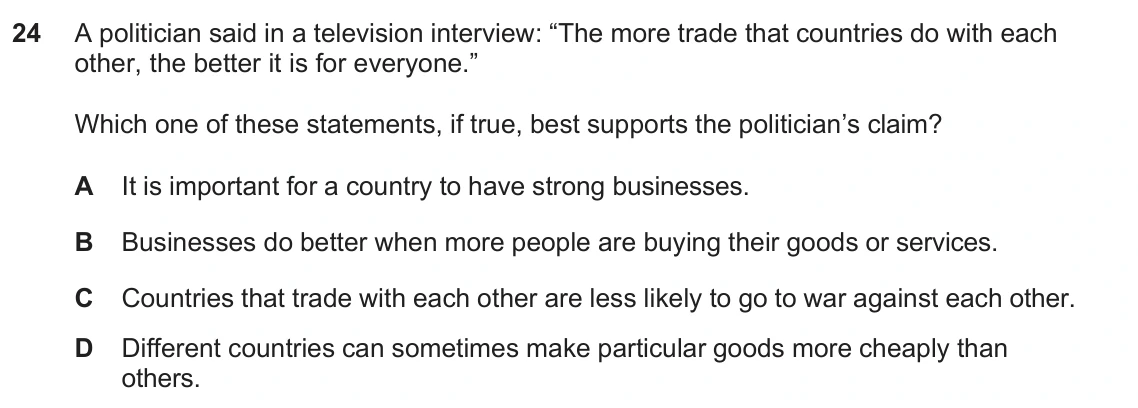 24 A politician said in a television interview: “The more trade that countries do with each
other, the better it is for everyone.”
Which one of these statements, if true, best supports the politician’s claim?
A It is important for a country to have strong businesses.
B Businesses do better when more people are buying their goods or services.
C Countries that trade with each other are less likely to go to war against each other.
D Different countries can sometimes make particular goods more cheaply than
others.